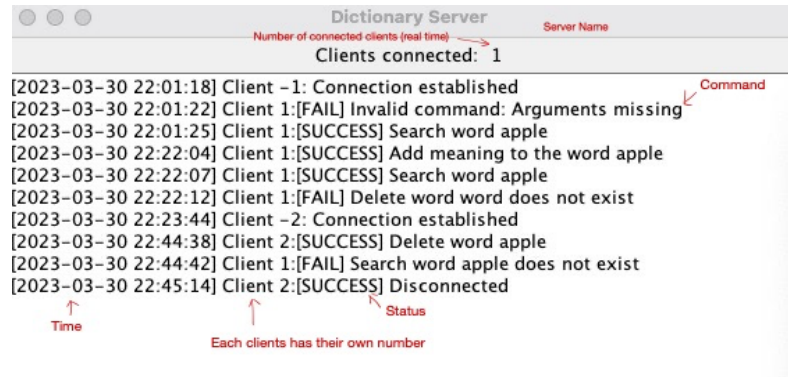 Dictionary Server
Server Name
Number of connected clients (real time)
Clients connected: 1
[2023-03-30 22:01:18] Client -1: Connection established
Command
[2023-03-30 22:01:22] Client 1:[FAIL] Invalid command: Arguments missing
[2023-03-30 22:01:25] Client 1:[SUCCESS] Search word apple
[2023-03-30 22:22:04] Client 1:[SUCCESS] Add meaning to the word apple
[2023-03-30 22:22:07] Client 1:[SUCCESS] Search word apple
[2023-03-30 22:22:12] Client 1:[FAIL] Delete word word does not exist
[2023-03-30 22:23:44] Client -2: Connection established
[2023-03-30 22:44:38] Client 2:[SUCCESS] Delete word apple
[2023-03-30 22:44:42] Client 1:[FAIL] Search word apple does not exist
[2023-03-30 22:45:14] Client 2:[SUCCESS] Disconnected
Status
Time
Each clients has their own number